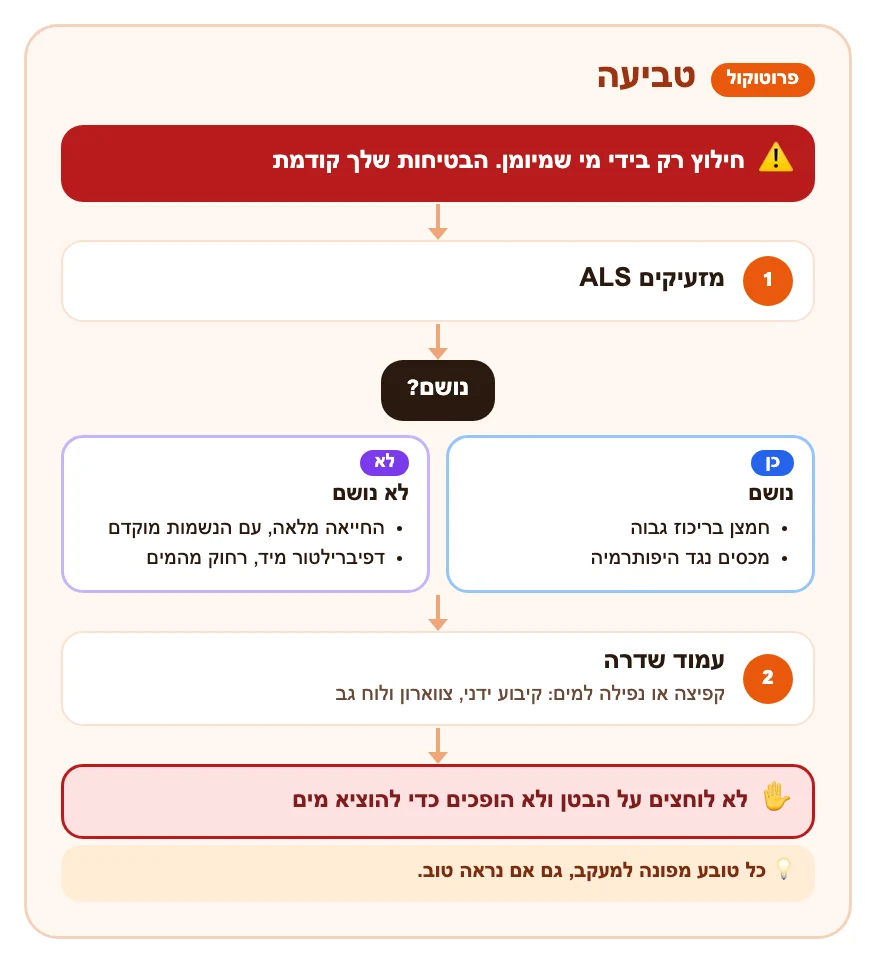 פרוטוקול טביעה
⚠️ חילוץ רק בידי מי שמיומן. הבטיחות שלך קודמת
1 מזעיקים ALS
נושם?
כן
נושם
• חמצן בריכוז גבוה
• מכסים נגד היפותרמיה
לא
לא נושם
• החייאה מלאה, עם הנשמות מוקדם
• דפיברילטור מיד, רחוק מהמים
2 עמוד שדרה
קפיצה או נפילה למים: קיבוע ידני, צווארון ולוח גב
✋ לא לוחצים על הבטן ולא הופכים כדי להוציא מים
💡 כל טובע מפונה למעקב, גם אם נראה טוב.